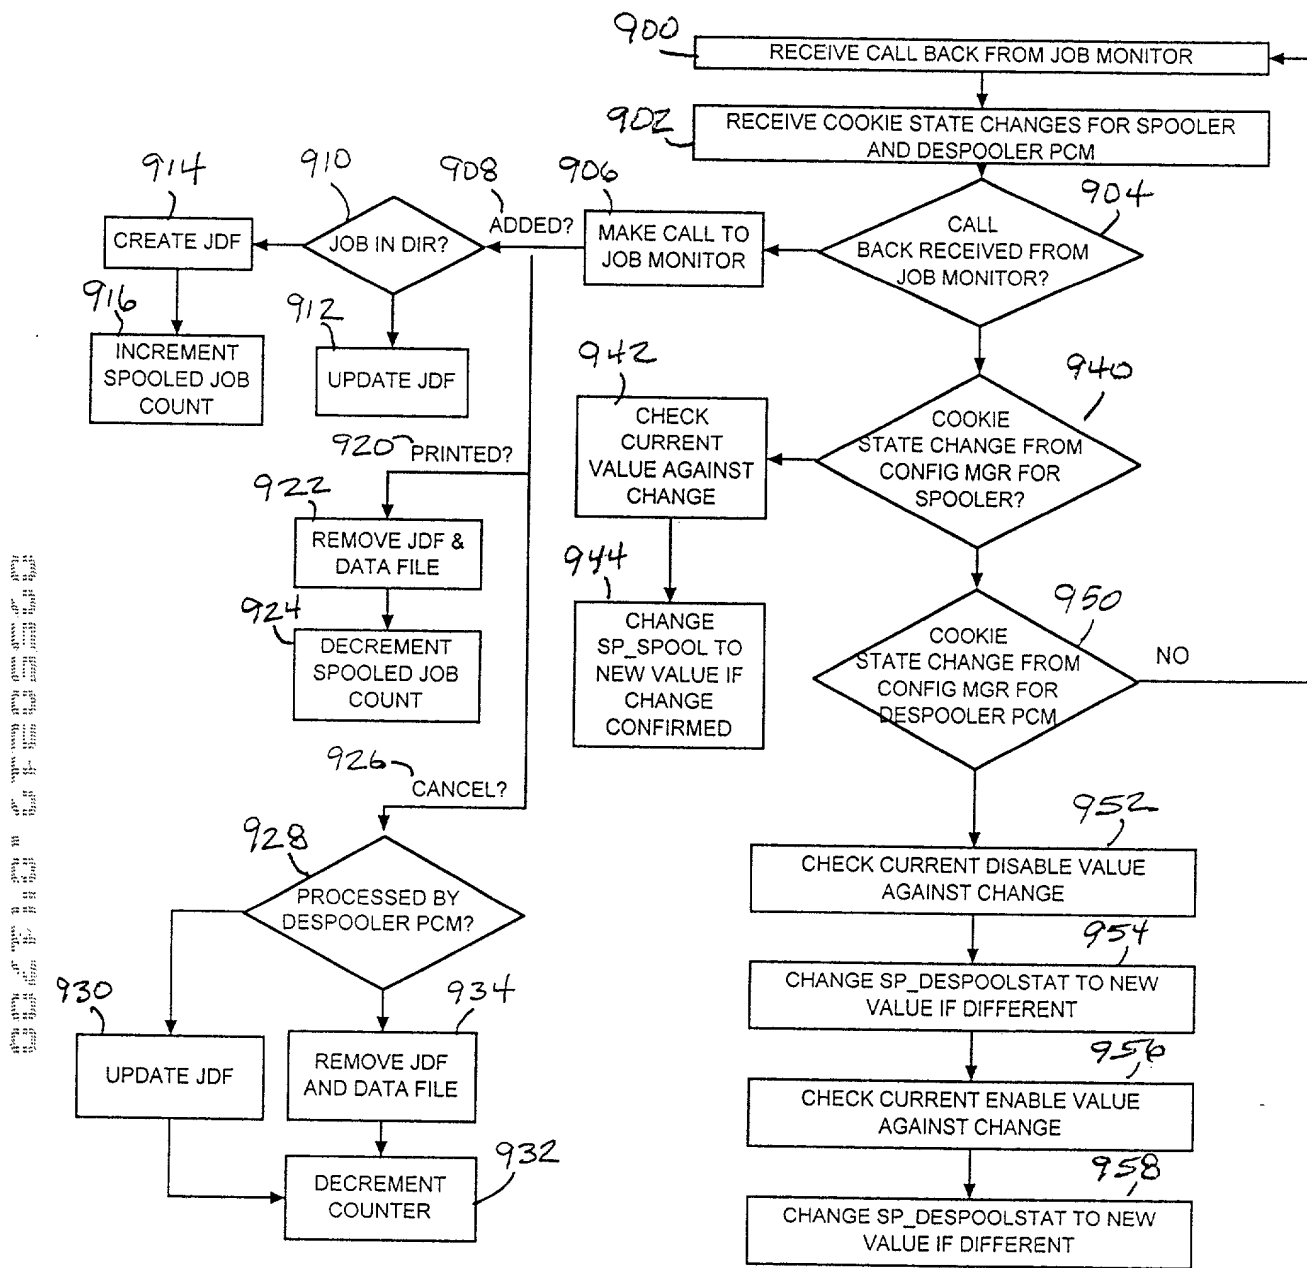 900
RECEIVE CALL BACK FROM JOB MONITOR
902
RECEIVE COOKIE STATE CHANGES FOR SPOOLER
AND DESPOOLER PCM
904
CALL
BACK RECEIVED FROM
JOB MONITOR?
906
MAKE CALL TO
JOB MONITOR
908
ADDED?
910
JOB IN DIR?
914
CREATE JDF
916
INCREMENT
SPOOLED JOB
COUNT
912
UPDATE JDF
920
PRINTED?
922
REMOVE JDF &
DATA FILE
924
DECREMENT
SPOOLED JOB
COUNT
926
CANCEL?
928
PROCESSED BY
DESPOOLER PCM?
930
UPDATE JDF
934
REMOVE JDF
AND DATA FILE
932
DECREMENT
COUNTER
940
COOKIE
STATE CHANGE FROM
CONFIG MGR FOR
SPOOLER?
942
CHECK
CURRENT
VALUE AGAINST
CHANGE
944
CHANGE
SP_SPOOL TO
NEW VALUE IF
CHANGE
CONFIRMED
950
COOKIE
STATE CHANGE FROM
CONFIG MGR FOR
DESPOOLER PCM
NO
952
CHECK CURRENT DISABLE VALUE
AGAINST CHANGE
954
CHANGE SP_DESPOOLSTAT TO NEW
VALUE IF DIFFERENT
956
CHECK CURRENT ENABLE VALUE
AGAINST CHANGE
958
CHANGE SP_DESPOOLSTAT TO NEW
VALUE IF DIFFERENT